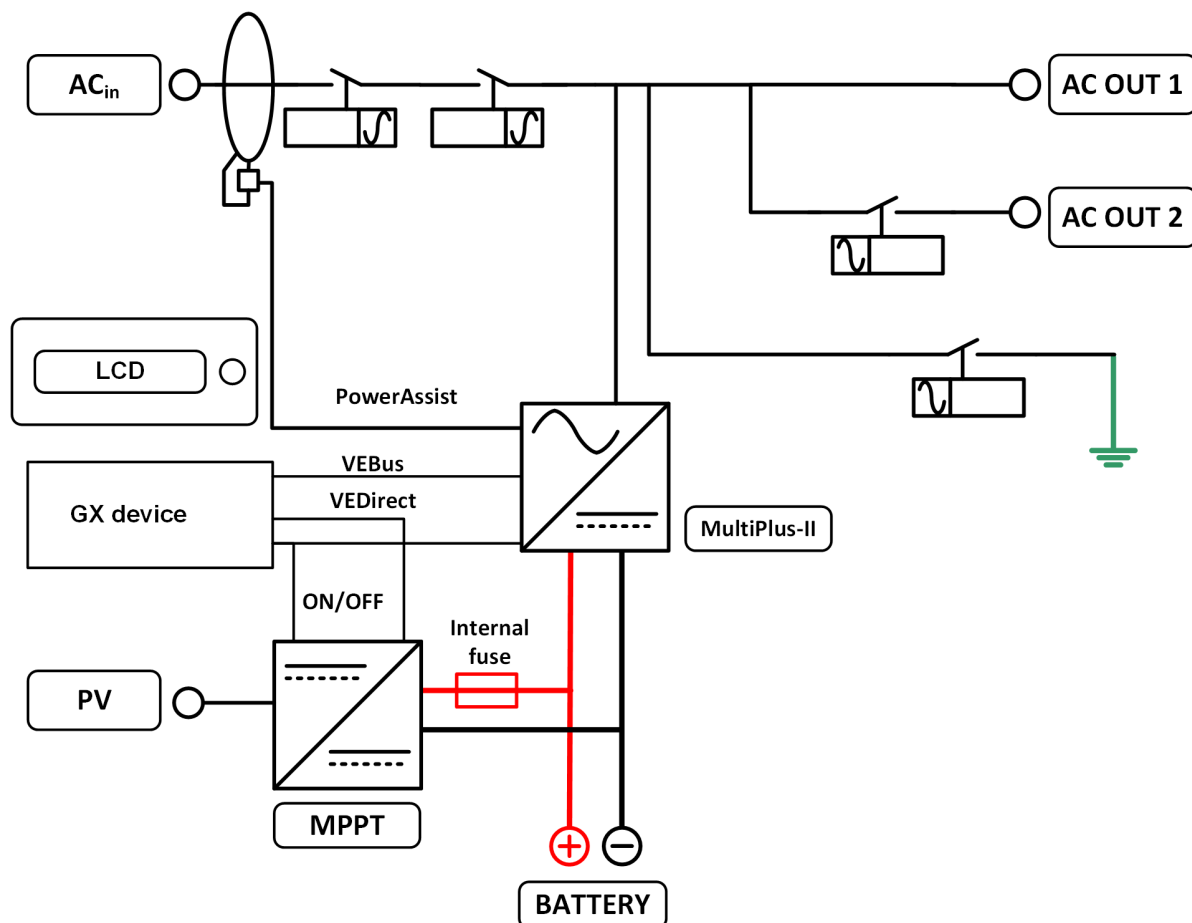 ACin
AC OUT 1
AC OUT 2
LCD
PowerAssist
VEBus
GX device
VEDirect
MultiPlus-II
ON/OFF
Internal
fuse
PV
MPPT
BATTERY